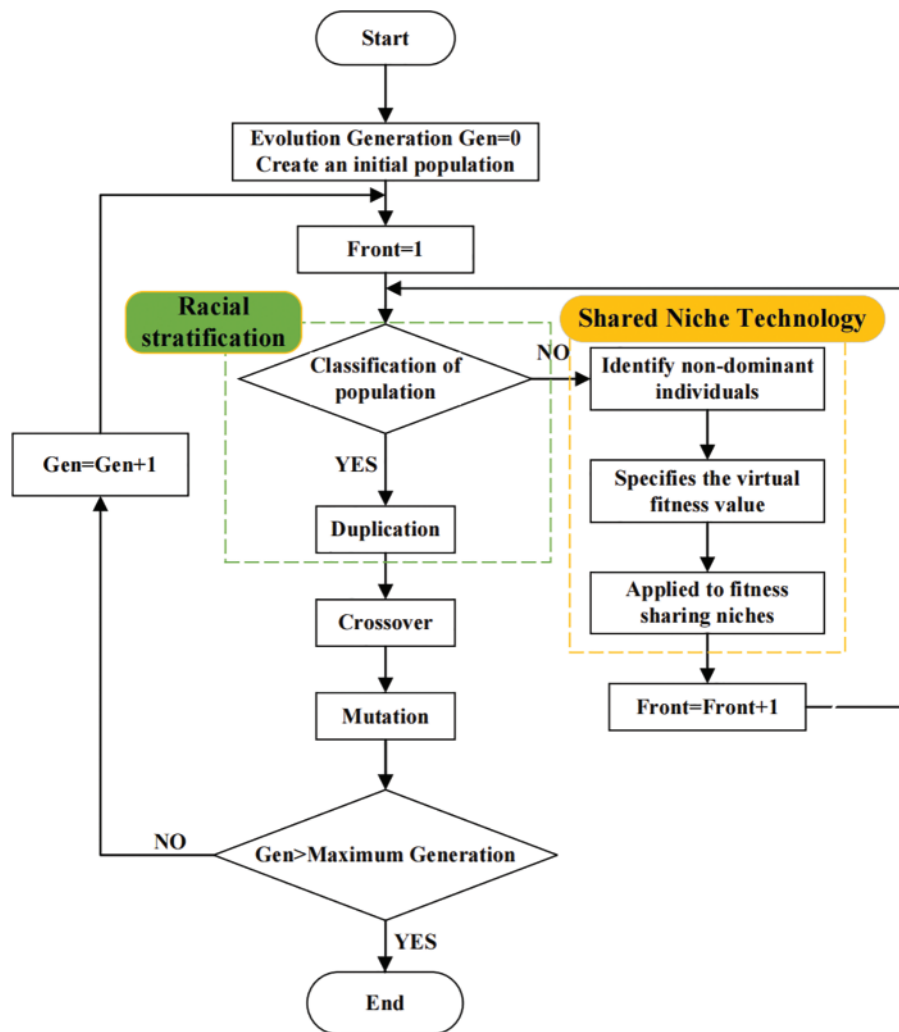 Start
Evolution Generation Gen=0
Create an initial population
Front=1
Racial
stratification
Shared Niche Technology
Classification of
population
NO
Identify non-dominant
individuals
Gen=Gen+1
YES
Specifies the virtual
fitness value
Duplication
Applied to fitness
sharing niches
Crossover
Front=Front+1
Mutation
NO
Gen>Maximum Generation
YES
End